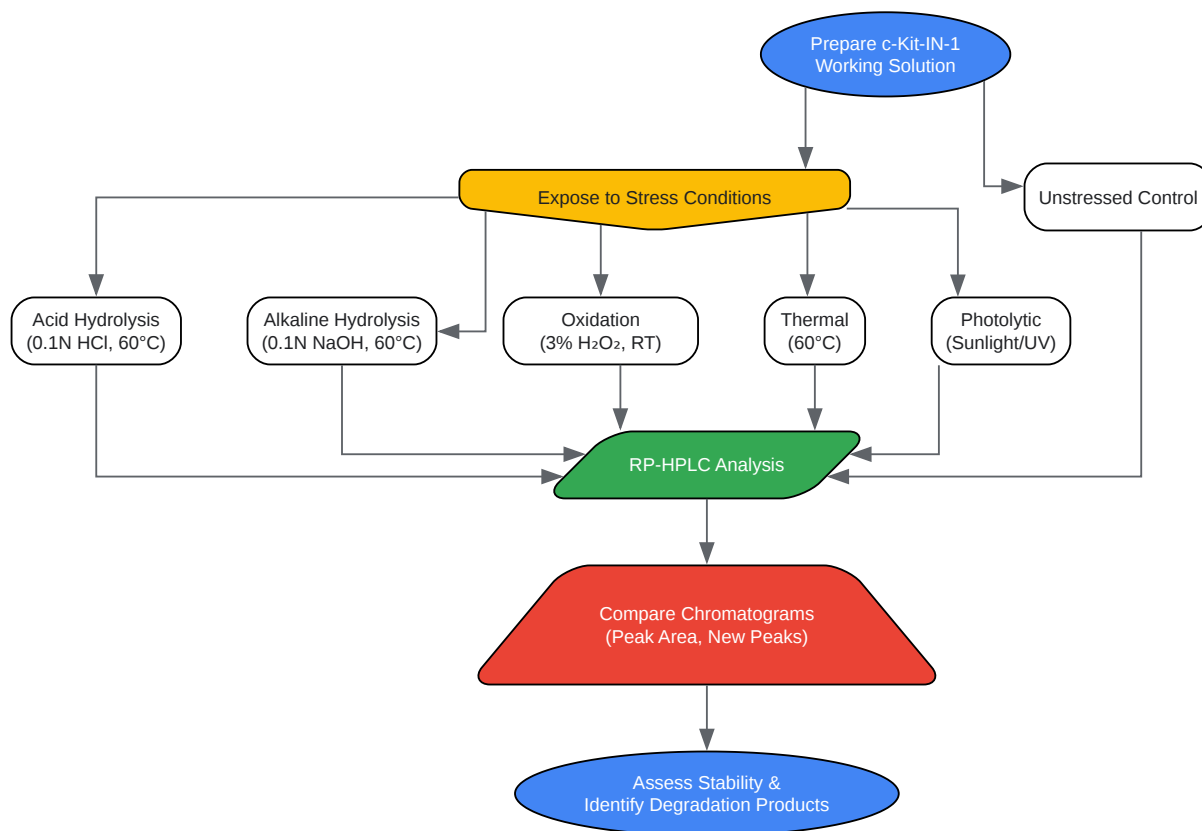 Prepare c-Kit-IN-1
Working Solution
Expose to Stress Conditions
Unstressed Control
Acid Hydrolysis
(0.1N HCl, 60°C)
Alkaline Hydrolysis
(0.1N NaOH, 60°C)
Oxidation
(3% H₂O₂, RT)
Thermal
(60°C)
Photolytic
(Sunlight/UV)
RP-HPLC Analysis
Compare Chromatograms
(Peak Area, New Peaks)
Assess Stability &
Identify Degradation Products